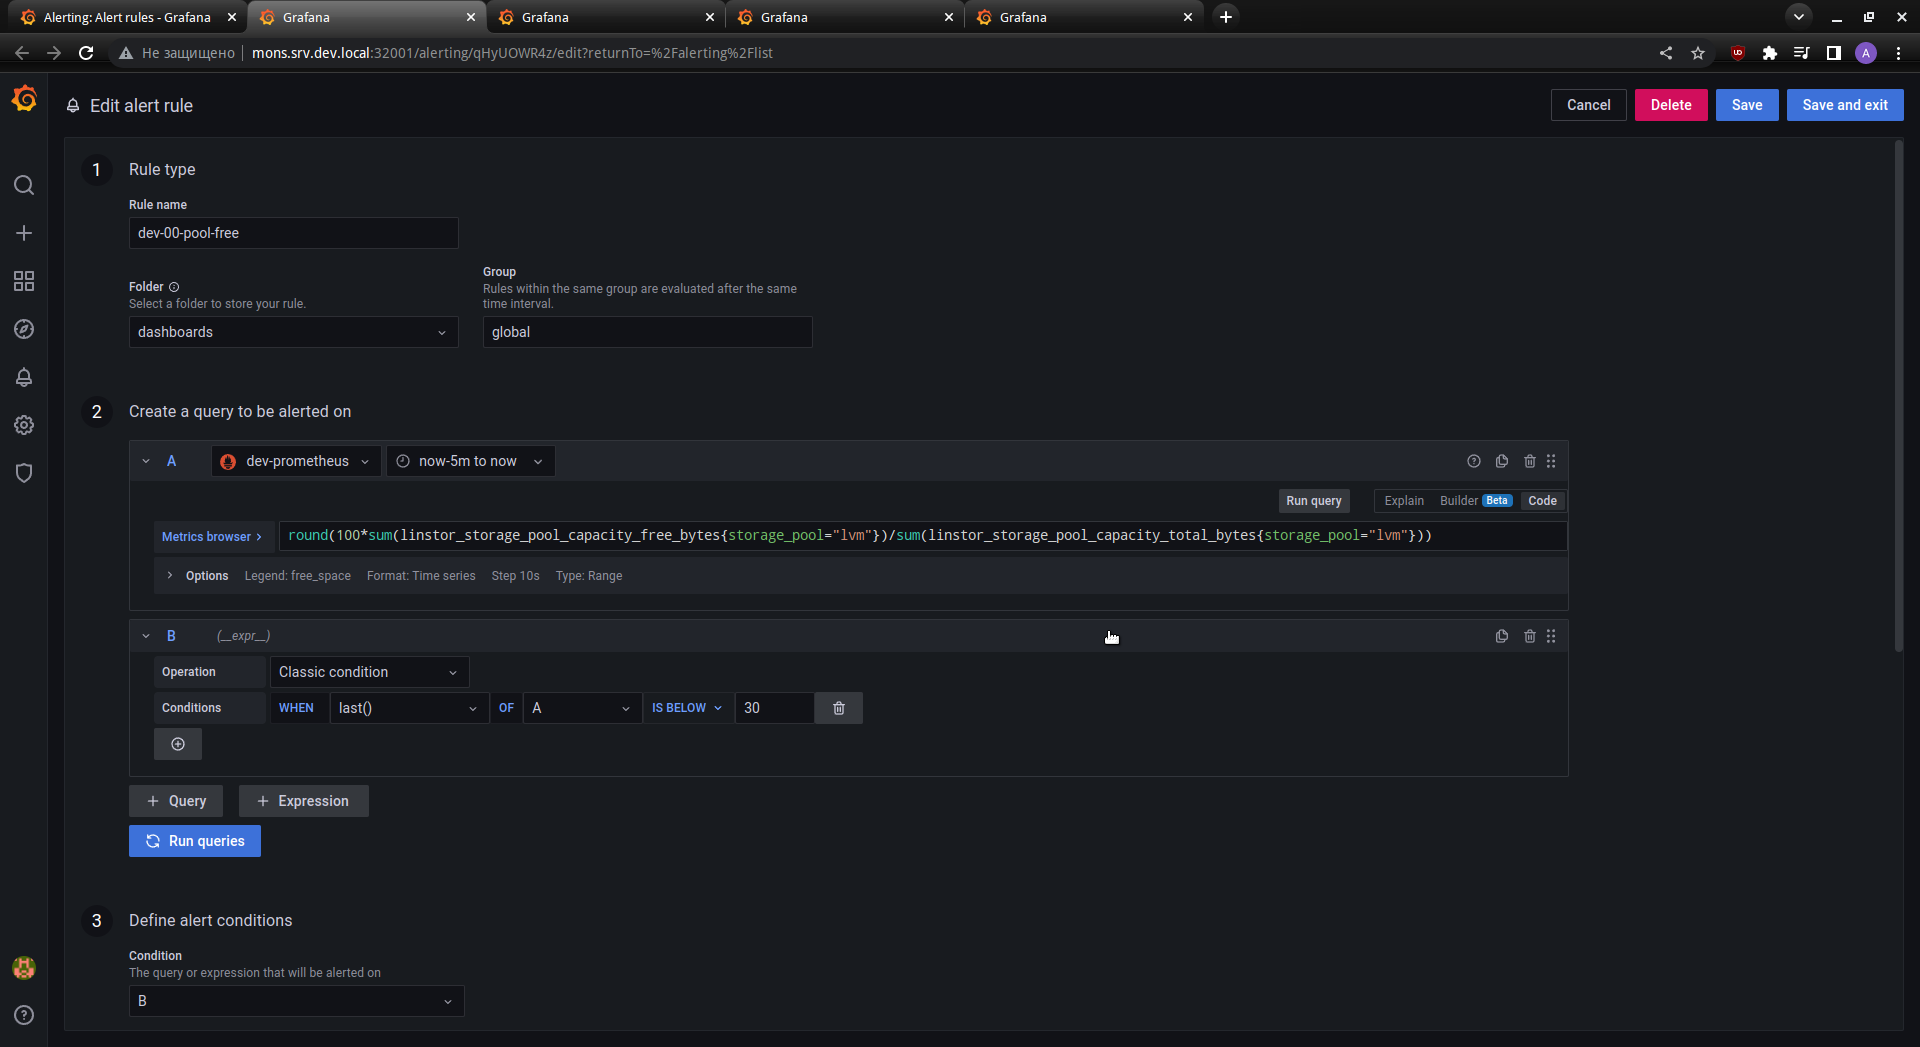 Alerting: Alert rules - Grafana
Grafana
Grafana
Grafana
Grafana
Не защищено mons.srv.dev.local:32001/alerting/qHyUOWR4z/edit?returnTo=%2Falerting%2Flist
A
Edit alert rule
Cancel Delete Save Save and exit
1 Rule type
Rule name
dev-00-pool-free
Folder
Select a folder to store your rule.
dashboards
Group
Rules within the same group are evaluated after the same
time interval.
global
2 Create a query to be alerted on
A dev-prometheus now-5m to now
Run query Explain Builder Beta Code
Metrics browser > round(100*sum(linstor_storage_pool_capacity_free_bytes{storage_pool="lvm"})/sum(linstor_storage_pool_capacity_total_bytes{storage_pool="lvm"}))
Options Legend: free_space Format: Time series Step 10s Type: Range
B (__expr__)
Operation Classic condition
Conditions WHEN last() OF A IS BELOW 30
+ Query + Expression
Run queries
3 Define alert conditions
Condition
The query or expression that will be alerted on
B